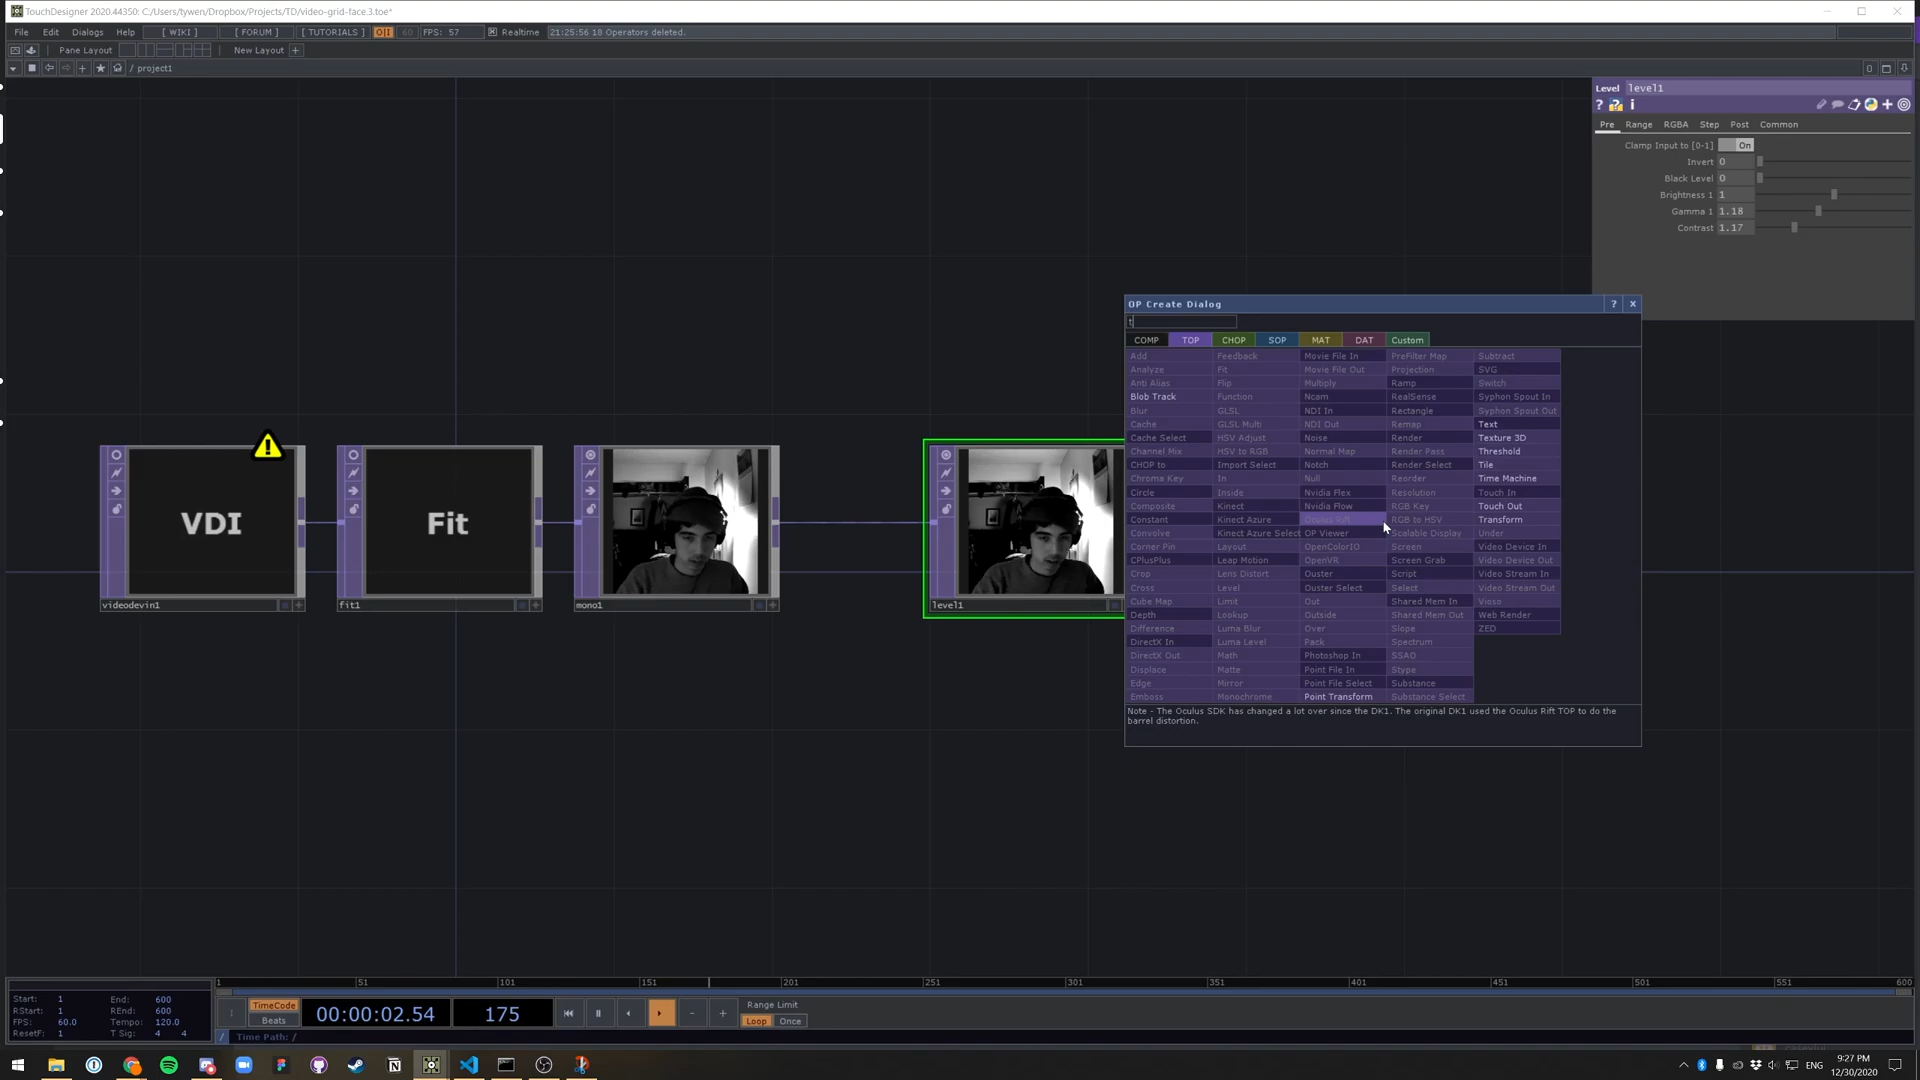 TouchDesigner 2020.44350: C:/Users/tywen/Dropbox/Projects/TD/video-grid-face.3.toe*
File Edit Dialogs Help [ WIKI ] [ FORUM ] [ TUTORIALS ] O|I 60 FPS: 57 Realtime 21:25:56 10 Operators deleted.
Pane Layout New Layout +
/ project1
Level level1
Pre Range RGBA Step Post Common
Clamp Input to [0-1] On
Invert 0
Black Level 0
Brightness 1 1
Gamma 1 1.18
Contrast 1.17
OP Create Dialog ? x
t
COMP TOP CHOP SOP MAT DAT Custom
Add Feedback Movie File In PreFilter Map Subtract
Analyze Fit Movie File Out Projection SVG
Anti Alias Flip Multiply Ramp Switch
Blob Track Function Ncam RealSense Syphon Spout In
Blur GLSL NDI In Rectangle Syphon Spout Out
Cache GLSL Multi NDI Out Remap Text
Cache Select HSV Adjust Noise Render Texture 3D
Channel Mix HSV to RGB Normal Map Render Pass Threshold
CHOP to Import Select Notch Render Select Tile
Chroma Key In Null Reorder Time Machine
Circle Inside Nvidia Flex Resolution Touch In
Composite Kinect Nvidia Flow RGB Key Touch Out
Constant Kinect Azure Oculus Rift RGB to HSV Transform
Convolve Kinect Azure Select OP Viewer Scalable Display Under
Corner Pin Layout OpenColorIO Screen Video Device In
CPlusPlus Leap Motion OpenVR Screen Grab Video Device Out
Crop Lens Distort Ouster Script Video Stream In
Cross Level Ouster Select Select Video Stream Out
Cube Map Limit Out Shared Mem In Vioso
Depth Lookup Outside Shared Mem Out Web Render
Difference Luma Blur Over Slope ZED
DirectX In Luma Level Pack Spectrum
DirectX Out Math Photoshop In SSAO
Displace Matte Point File In Stype
Edge Mirror Point File Select Substance
Emboss Monochrome Point Transform Substance Select
Note - The Oculus SDK has changed a lot over since the DK1. The original DK1 used the Oculus Rift TOP to do the
barrel distortion.
VDI
videodevin1
Fit
fit1
mono1
level1
1 51 101 151 201 251 301 351 401 451 501 551 600
Start: 1 End: 600
RStart: 1 REnd: 600
FPS: 60.0 Tempo: 120.0
ResetF: 1 T Sig: 4 4
TimeCode
Beats
00:00:02.54
175
Range Limit
Loop Once
/ Time Path: /
ENG
9:27 PM
12/30/2020